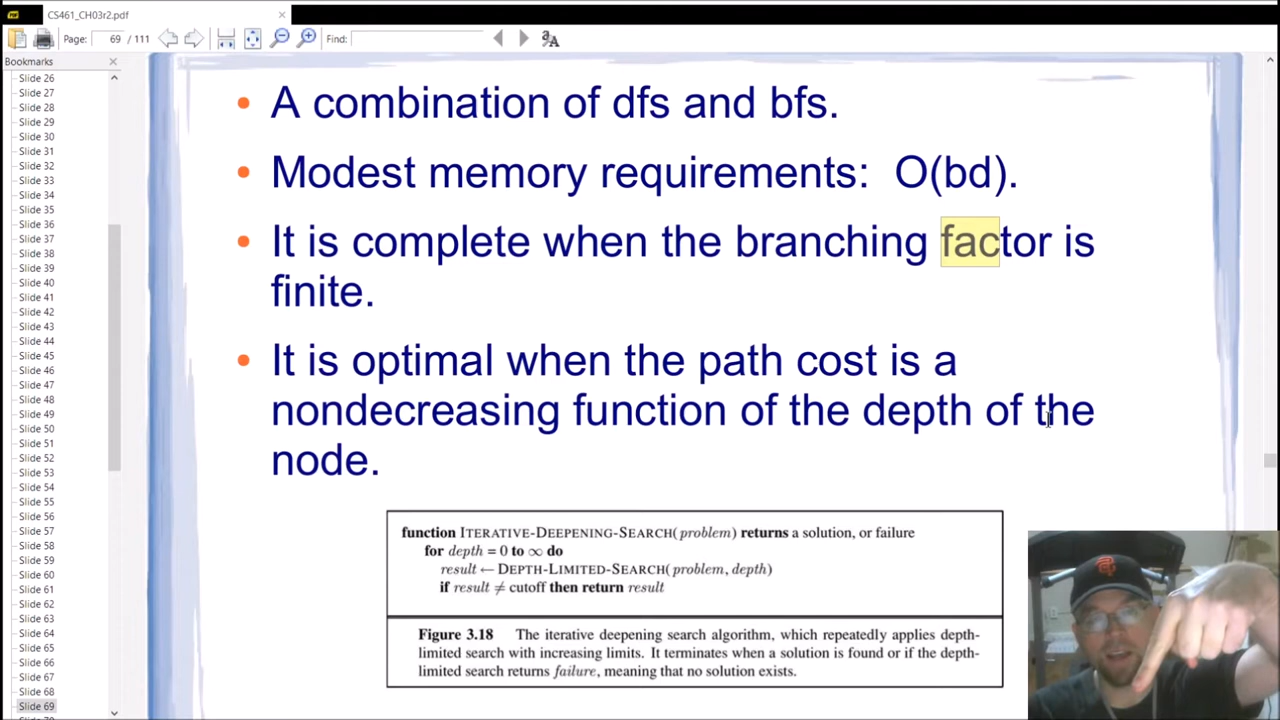 CS461_CH03r2.pdf
Page: 69 / 111 Find:
Bookmarks
Slide 26
Slide 27
Slide 28
Slide 29
Slide 30
Slide 31
Slide 32
Slide 33
Slide 34
Slide 35
Slide 36
Slide 37
Slide 38
Slide 39
Slide 40
Slide 41
Slide 42
Slide 43
Slide 44
Slide 45
Slide 46
Slide 47
Slide 48
Slide 49
Slide 50
Slide 51
Slide 52
Slide 53
Slide 54
Slide 55
Slide 56
Slide 57
Slide 58
Slide 59
Slide 60
Slide 61
Slide 62
Slide 63
Slide 64
Slide 65
Slide 66
Slide 67
Slide 68
Slide 69
• A combination of dfs and bfs.
• Modest memory requirements: O(bd).
• It is complete when the branching factor is
finite.
• It is optimal when the path cost is a
nondecreasing function of the depth of the
node.
function ITERATIVE-DEEPENING-SEARCH(problem) returns a solution, or failure
for depth = 0 to ∞ do
result ← DEPTH-LIMITED-SEARCH(problem, depth)
if result ≠ cutoff then return result
Figure 3.18 The iterative deepening search algorithm, which repeatedly applies depth-
limited search with increasing limits. It terminates when a solution is found or if the depth-
limited search returns failure, meaning that no solution exists.